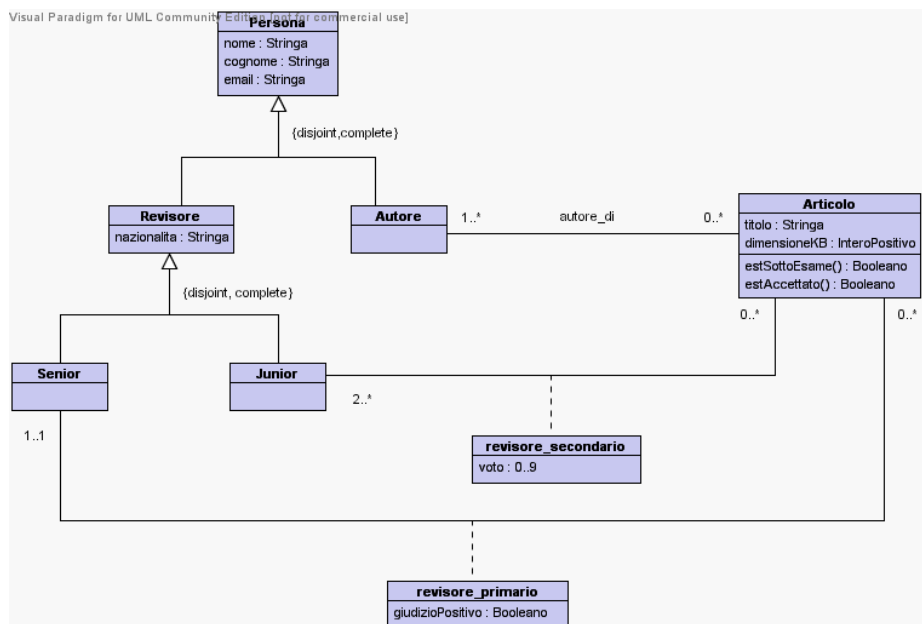 Visual Paradigm for UML Community Edition [not for commercial use]
Persona
nome : Stringa
cognome : Stringa
email : Stringa
{disjoint,complete}
Revisore
nazionalita : Stringa
Autore
1..*
autore_di
0..*
Articolo
titolo : Stringa
dimensioneKB : InteroPositivo
estSottoEsame() : Booleano
estAccettato() : Booleano
{disjoint, complete}
0..*
0..*
Senior
Junior
2..*
1..1
revisore_secondario
voto : 0..9
revisore_primario
giudizioPositivo : Booleano